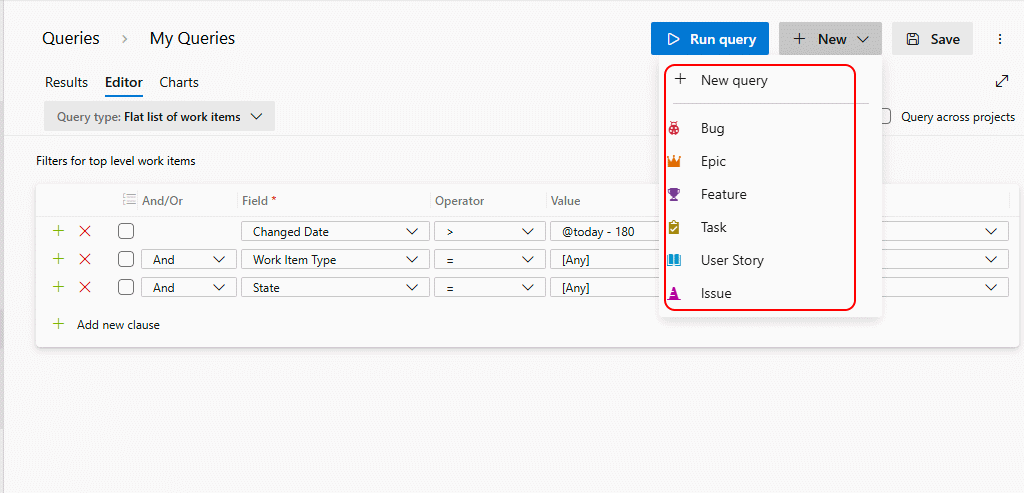 Queries > My Queries
Run query
New
Save
Results Editor Charts
New query
Query type: Flat list of work items
Query across projects
Bug
Filters for top level work items
Epic
Feature
And/Or Field * Operator Value
Task
Changed Date > @today - 180
And Work Item Type = [Any]
User Story
And State = [Any]
Issue
Add new clause